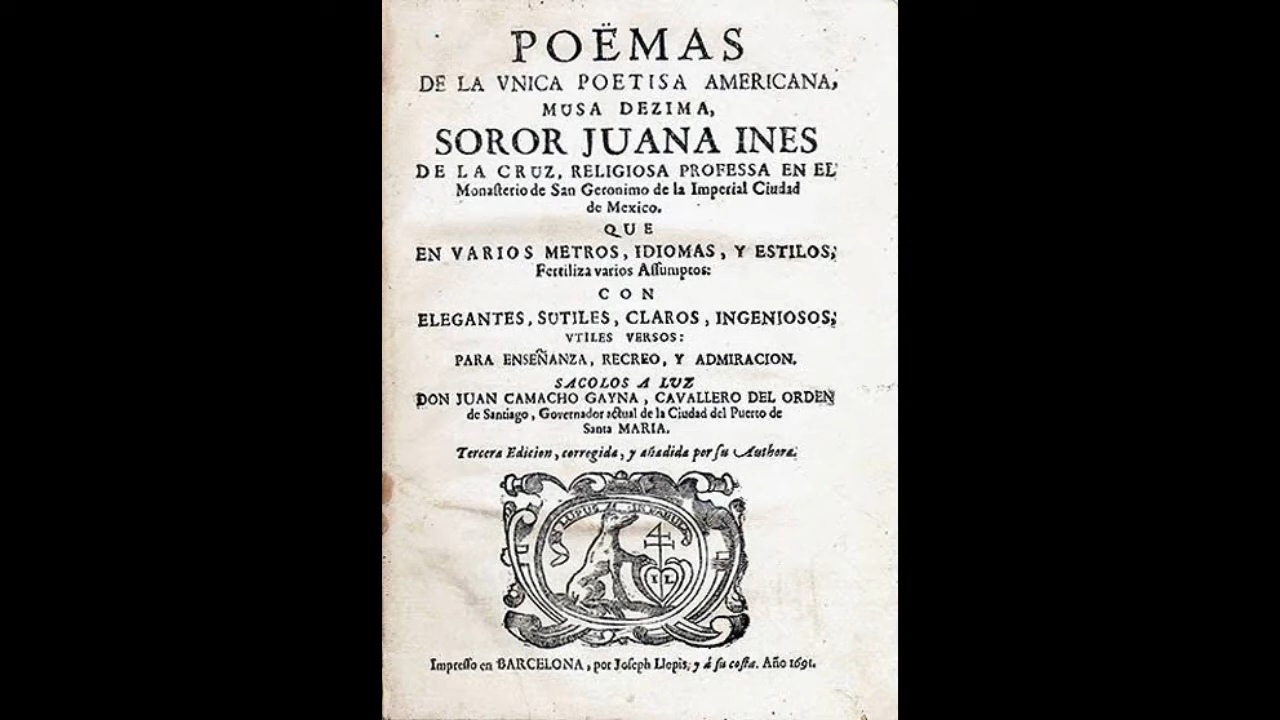 POËMAS
DE LA VNICA POETISA AMERICANA,
MUSA DEZIMA,
SOROR JUANA INES
DE LA CRUZ, RELIGIOSA PROFESSA EN EL
Monaſterio de San Geronimo de la Imperial Ciudad
de Mexico.
QUE
EN VARIOS METROS, IDIOMAS, Y ESTILOS,
Fertiliza varios Aſſumptos:
CON
ELEGANTES, SUTILES, CLAROS, INGENIOSOS,
VTILES VERSOS:
PARA ENSEÑANZA, RECREO, Y ADMIRACION.
SACOLOS A LUZ
DON JUAN CAMACHO GAYNA, CAVALLERO DEL ORDEN
de Santiago, Governador actual de la Ciudad del Puerto de
Santa MARIA.
Tercera Edicion, corregida, y añadida por ſu Authora.
LUPUS
I L
Impreſſo en BARCELONA, por Joſeph Llopis, y á ſu coſta. Año 1691.